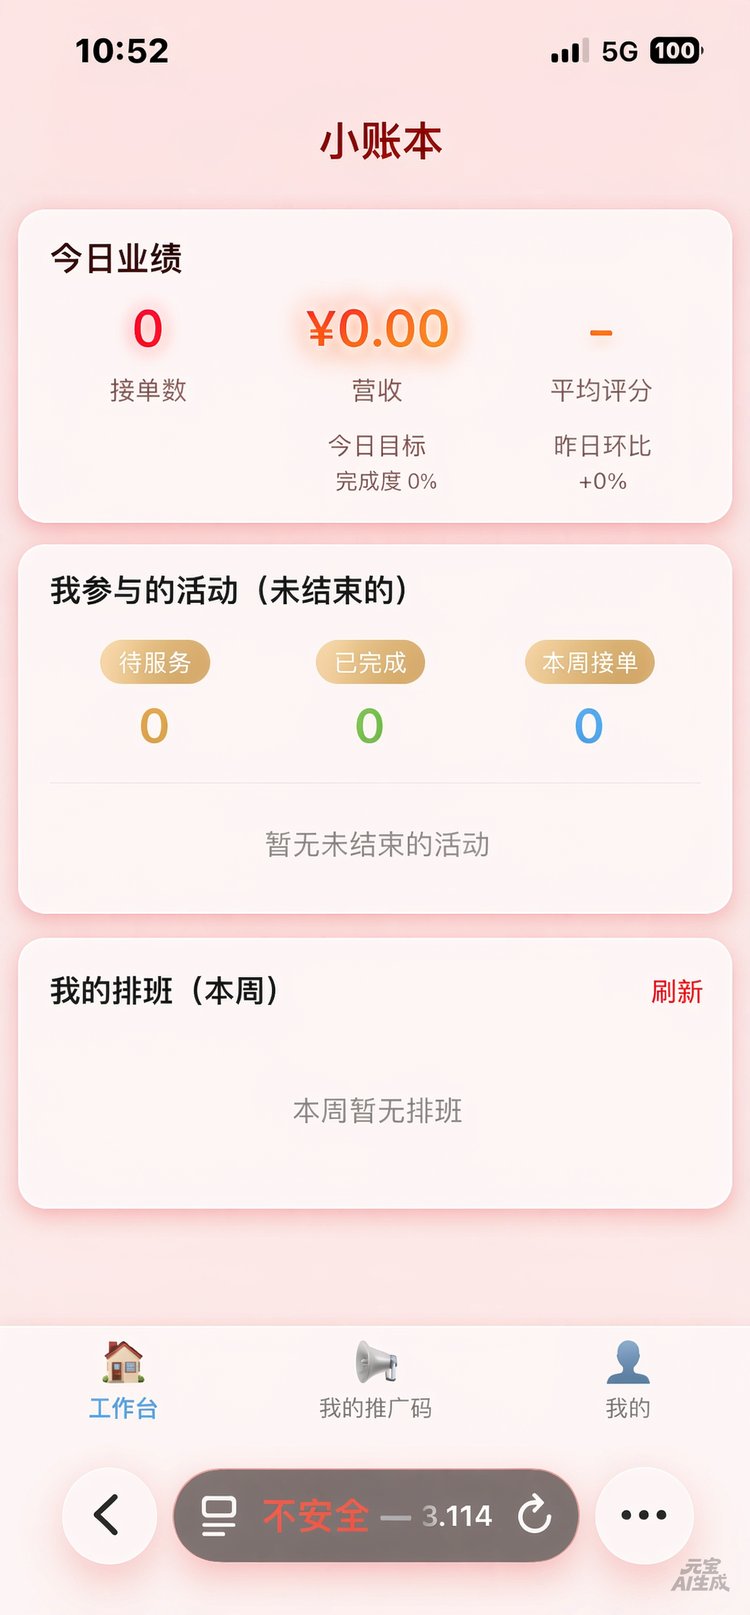 10:52
5G 100
小账本
今日业绩
0 ¥0.00 -
接单数 营收 平均评分
今日目标 昨日环比
完成度 0% +0%
我参与的活动（未结束的）
待服务 已完成 本周接单
0 0 0
暂无未结束的活动
我的排班（本周） 刷新
本周暂无排班
工作台 我的推广码 我的
不安全 — 3.114
元宝
AI生成